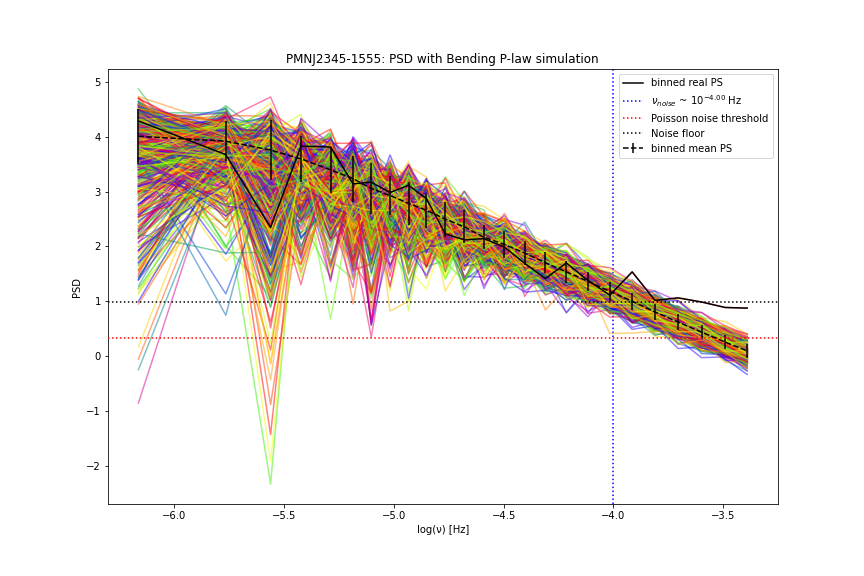 PMNJ2345-1555: PSD with Bending P-law simulation
binned real PS
ν_noise ~ 10^−4.00 Hz
Poisson noise threshold
Noise floor
binned mean PS
PSD
5
4
3
2
1
0
−1
−2
−6.0 −5.5 −5.0 −4.5 −4.0 −3.5
log(ν) [Hz]